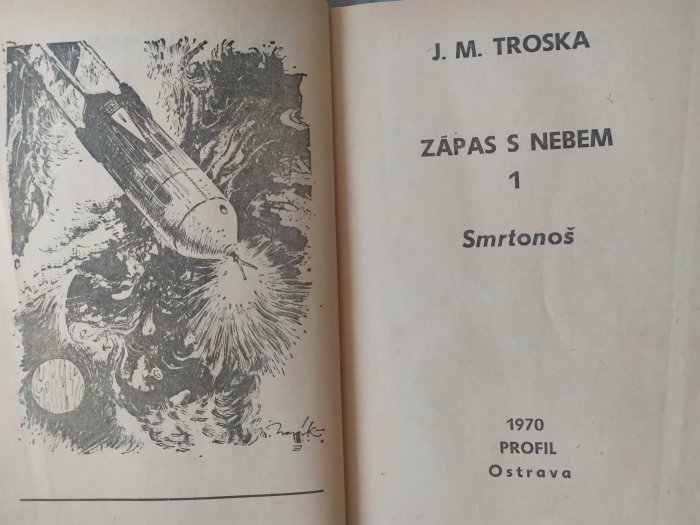 J. M. TROSKA
ZÁPAS S NEBEM
1
Smrtonoš
1970
PROFIL
Ostrava